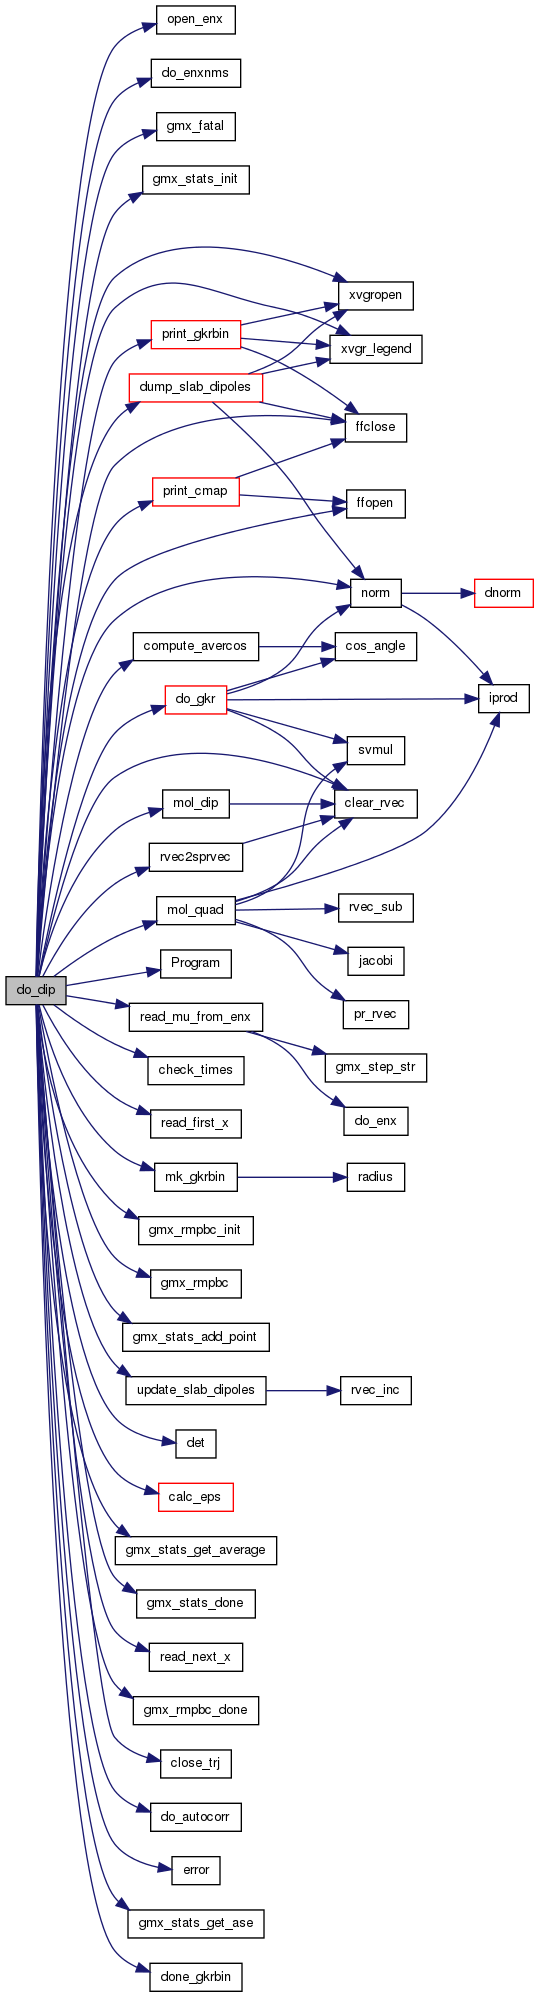 open_enx
do_enxnms
gmx_fatal
gmx_stats_init
xvgropen
print_gkrbin
xvgr_legend
dump_slab_dipoles
ffclose
print_cmap
ffopen
norm
dnorm
compute_avercos
cos_angle
do_gkr
iprod
svmul
mol_dip
clear_rvec
rvec2sprvec
mol_quad
rvec_sub
Program
jacobi
do_dip
read_mu_from_enx
pr_rvec
check_times
gmx_step_str
read_first_x
do_enx
mk_gkrbin
radius
gmx_rmpbc_init
gmx_rmpbc
gmx_stats_add_point
update_slab_dipoles
rvec_inc
det
calc_eps
gmx_stats_get_average
gmx_stats_done
read_next_x
gmx_rmpbc_done
close_trj
do_autocorr
error
gmx_stats_get_ase
done_gkrbin